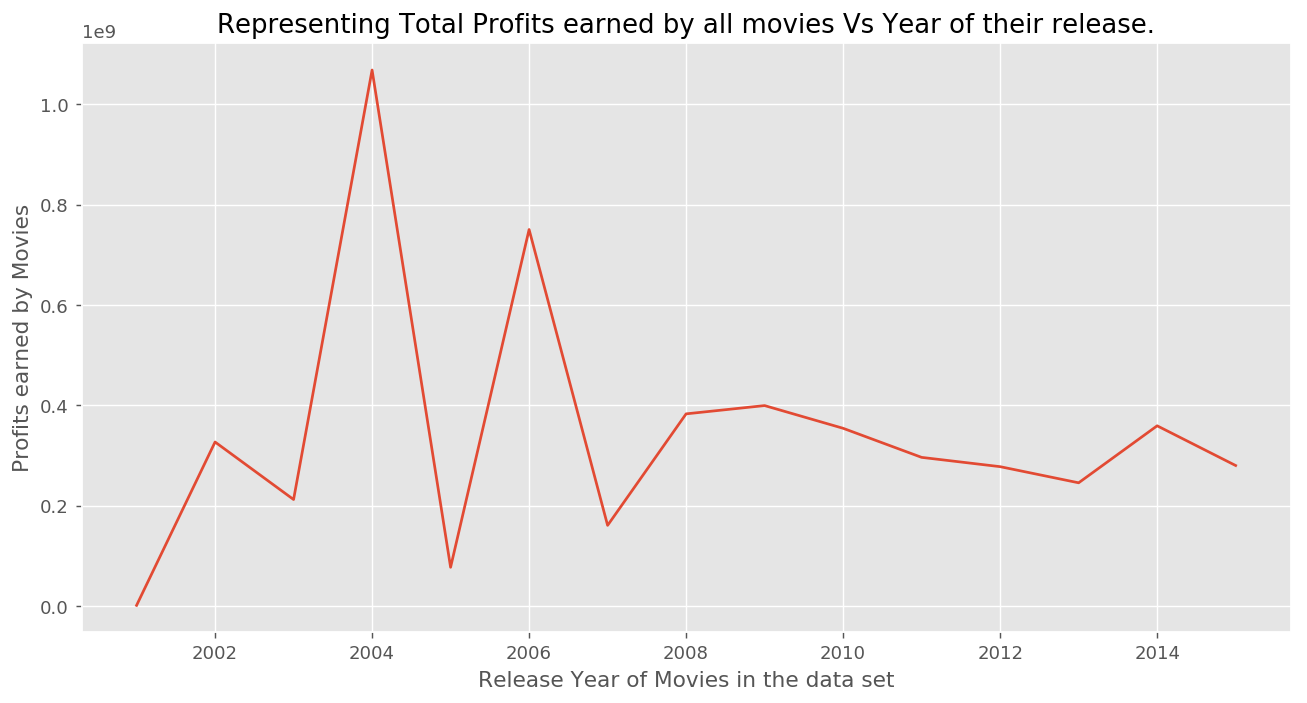 Representing Total Profits earned by all movies Vs Year of their release.
1e9
1.0
0.8
0.6
0.4
0.2
0.0
Profits earned by Movies
2002 2004 2006 2008 2010 2012 2014
Release Year of Movies in the data set